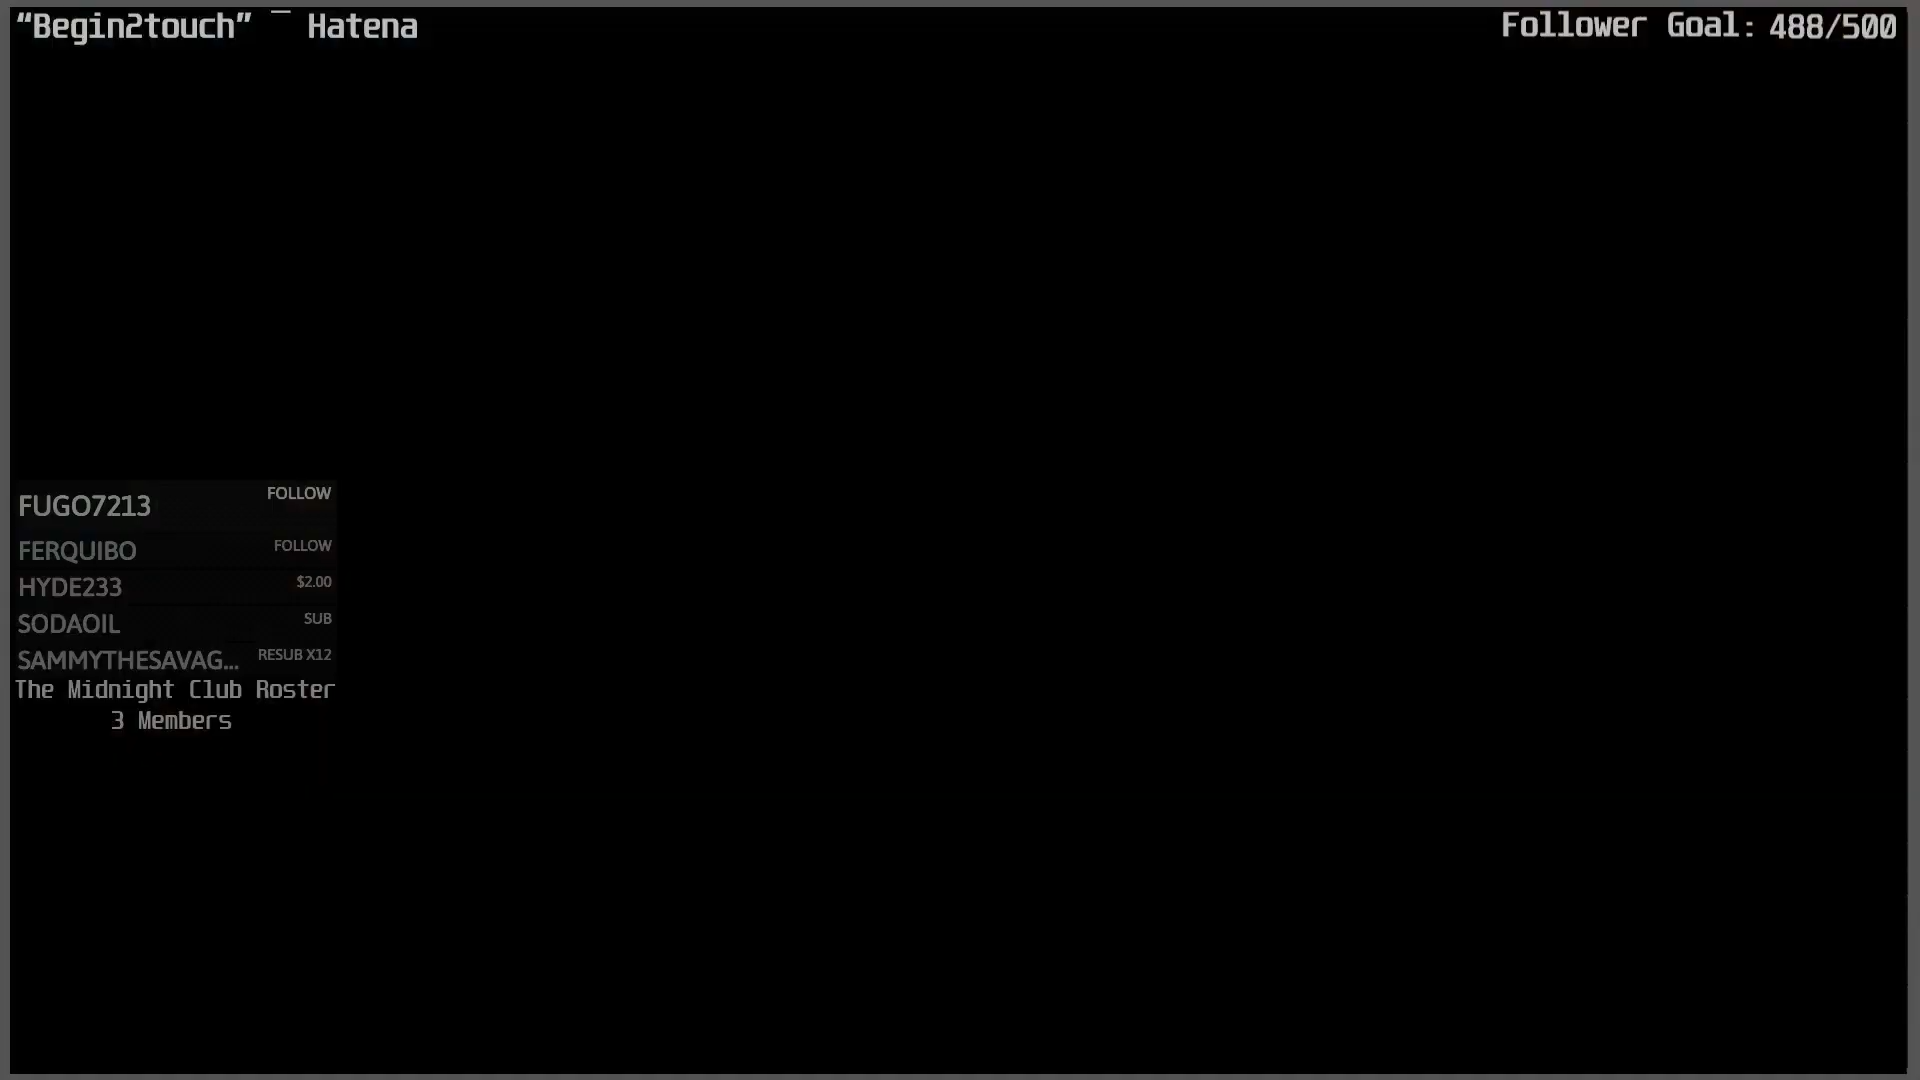 “Begin2touch” ‾ Hatena
Follower Goal: 488/500
FUGO7213 FOLLOW
FERQUIBO FOLLOW
HYDE233 $2.00
SODAOIL SUB
SAMMYTHESAVAG... RESUB X12
The Midnight Club Roster
3 Members